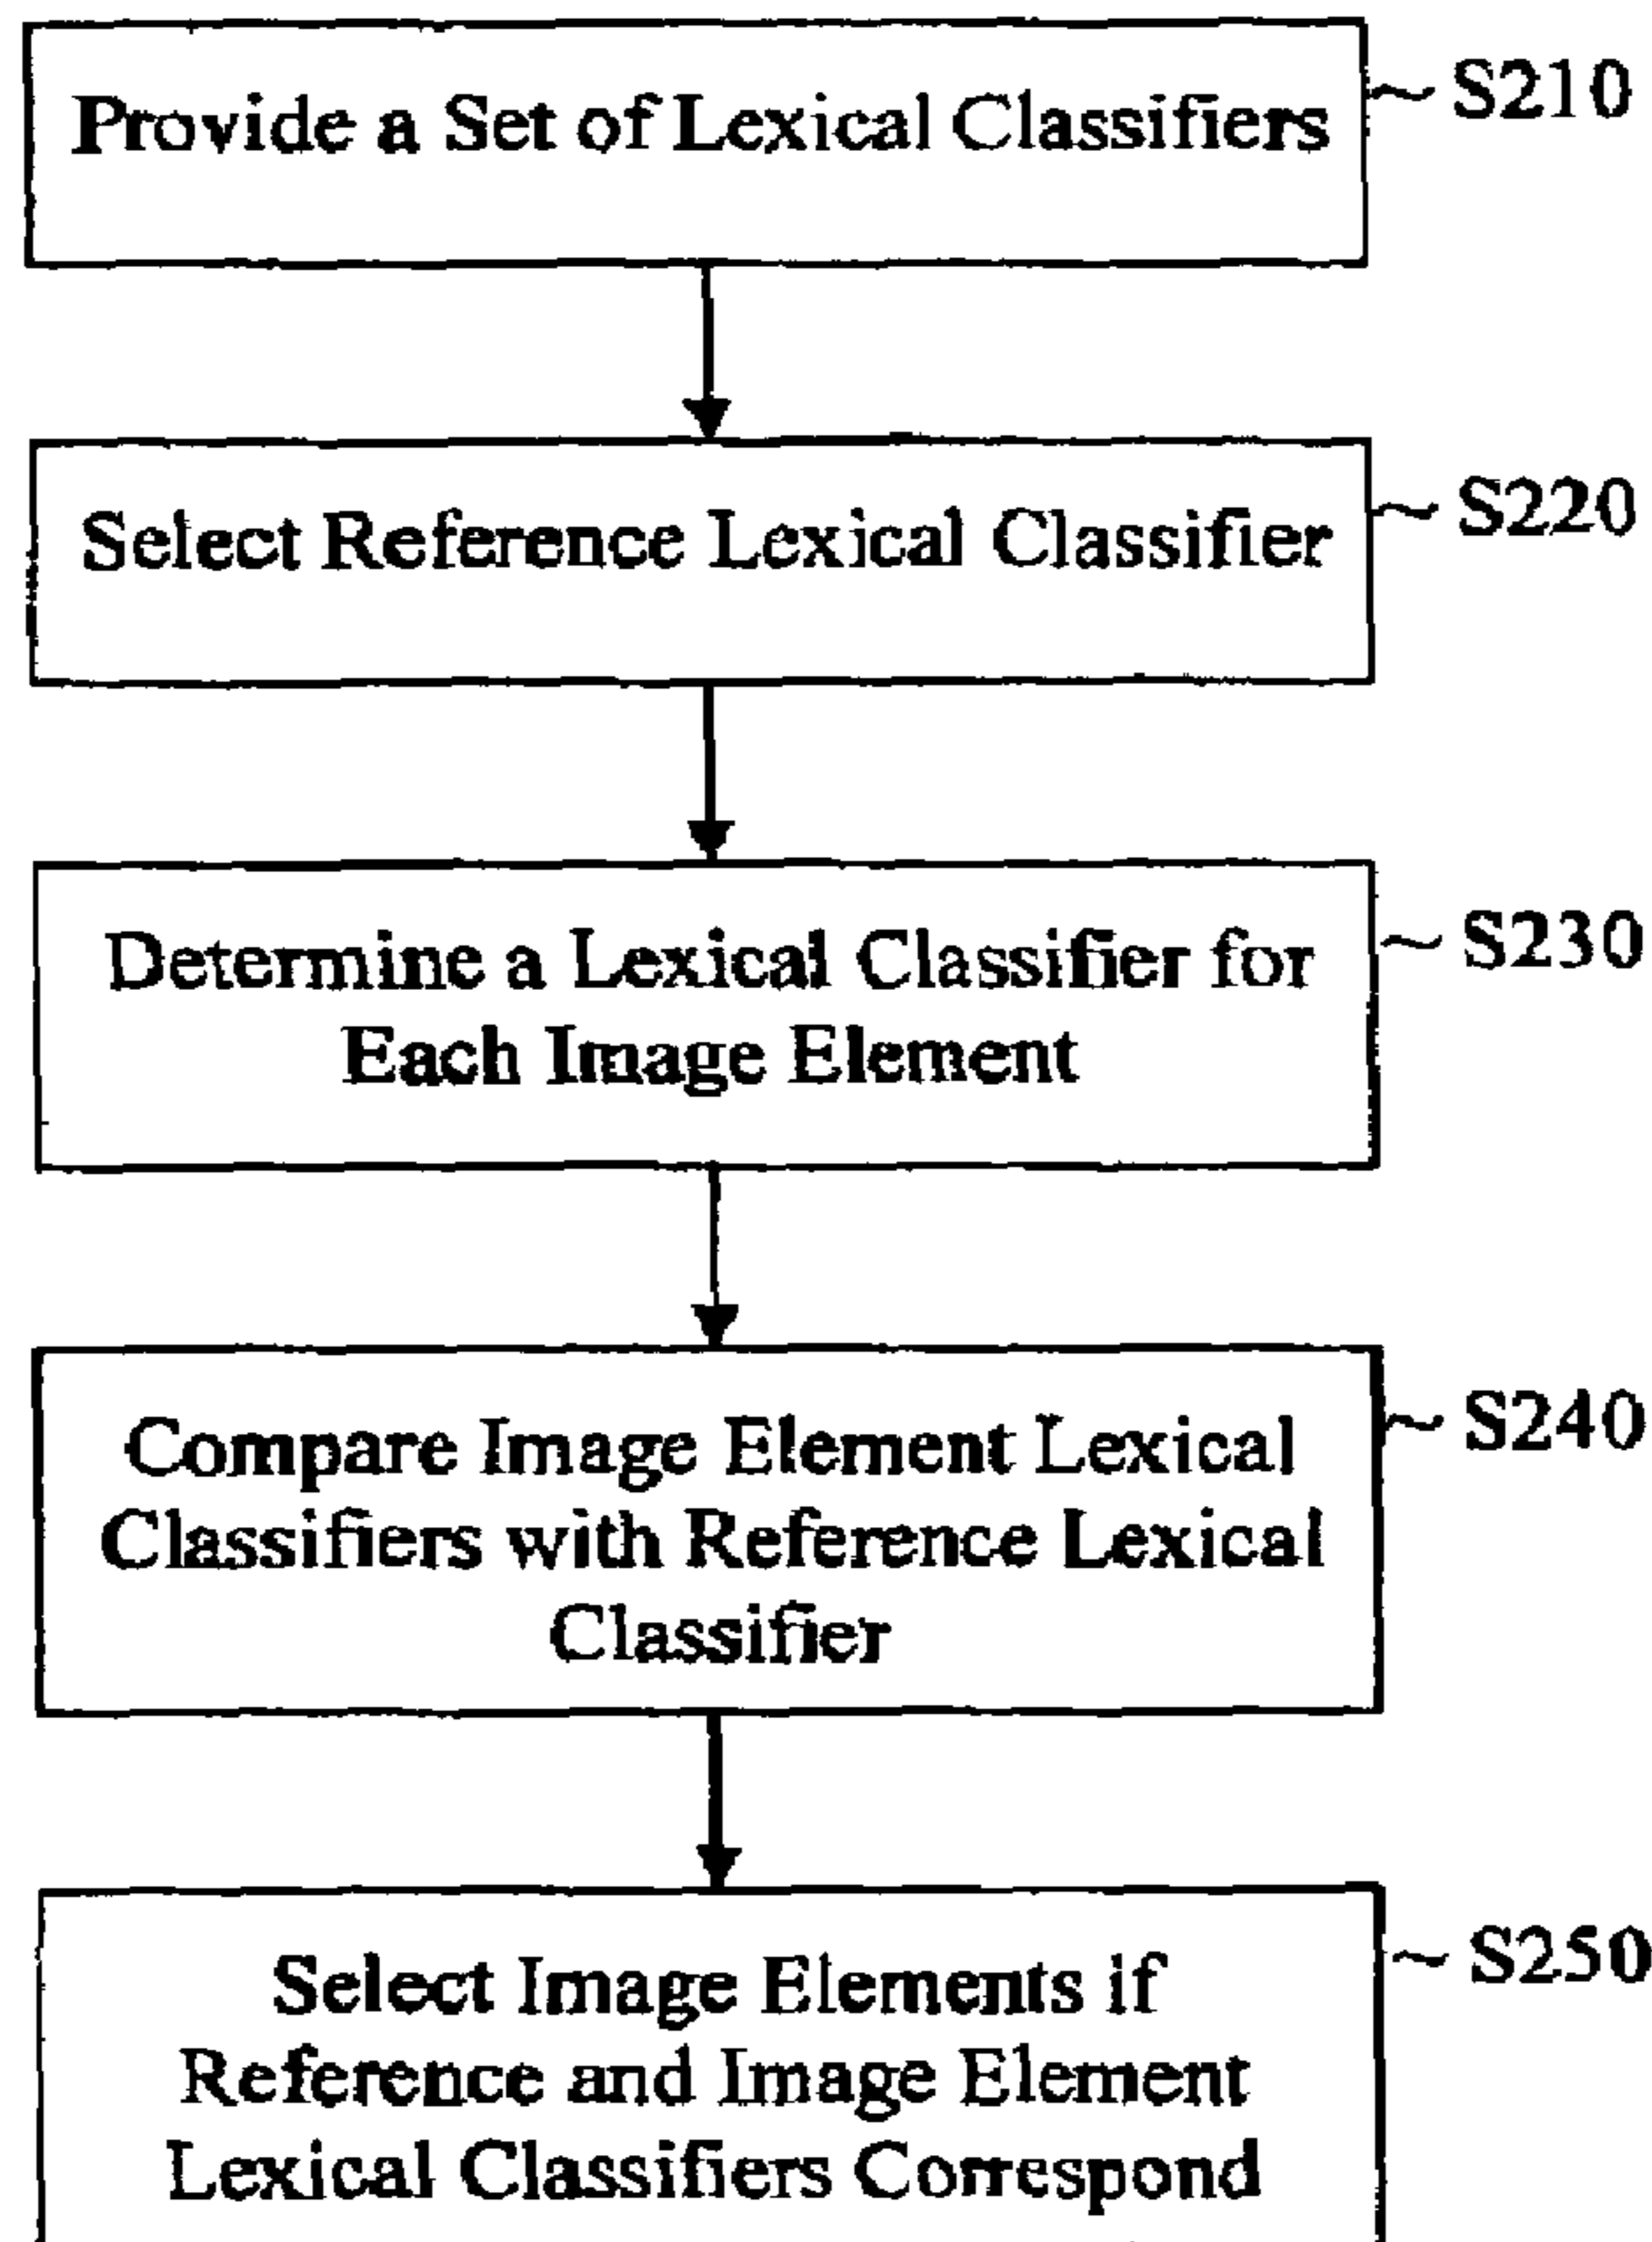 Provide a Set of Lexical Classifiers
S210
Select Reference Lexical Classifier
S220
Determine a Lexical Classifier for
Each Image Element
S230
Compare Image Element Lexical
Classifiers with Reference Lexical
Classifier
S240
Select Image Elements if
Reference and Image Element
Lexical Classifiers Correspond
S250